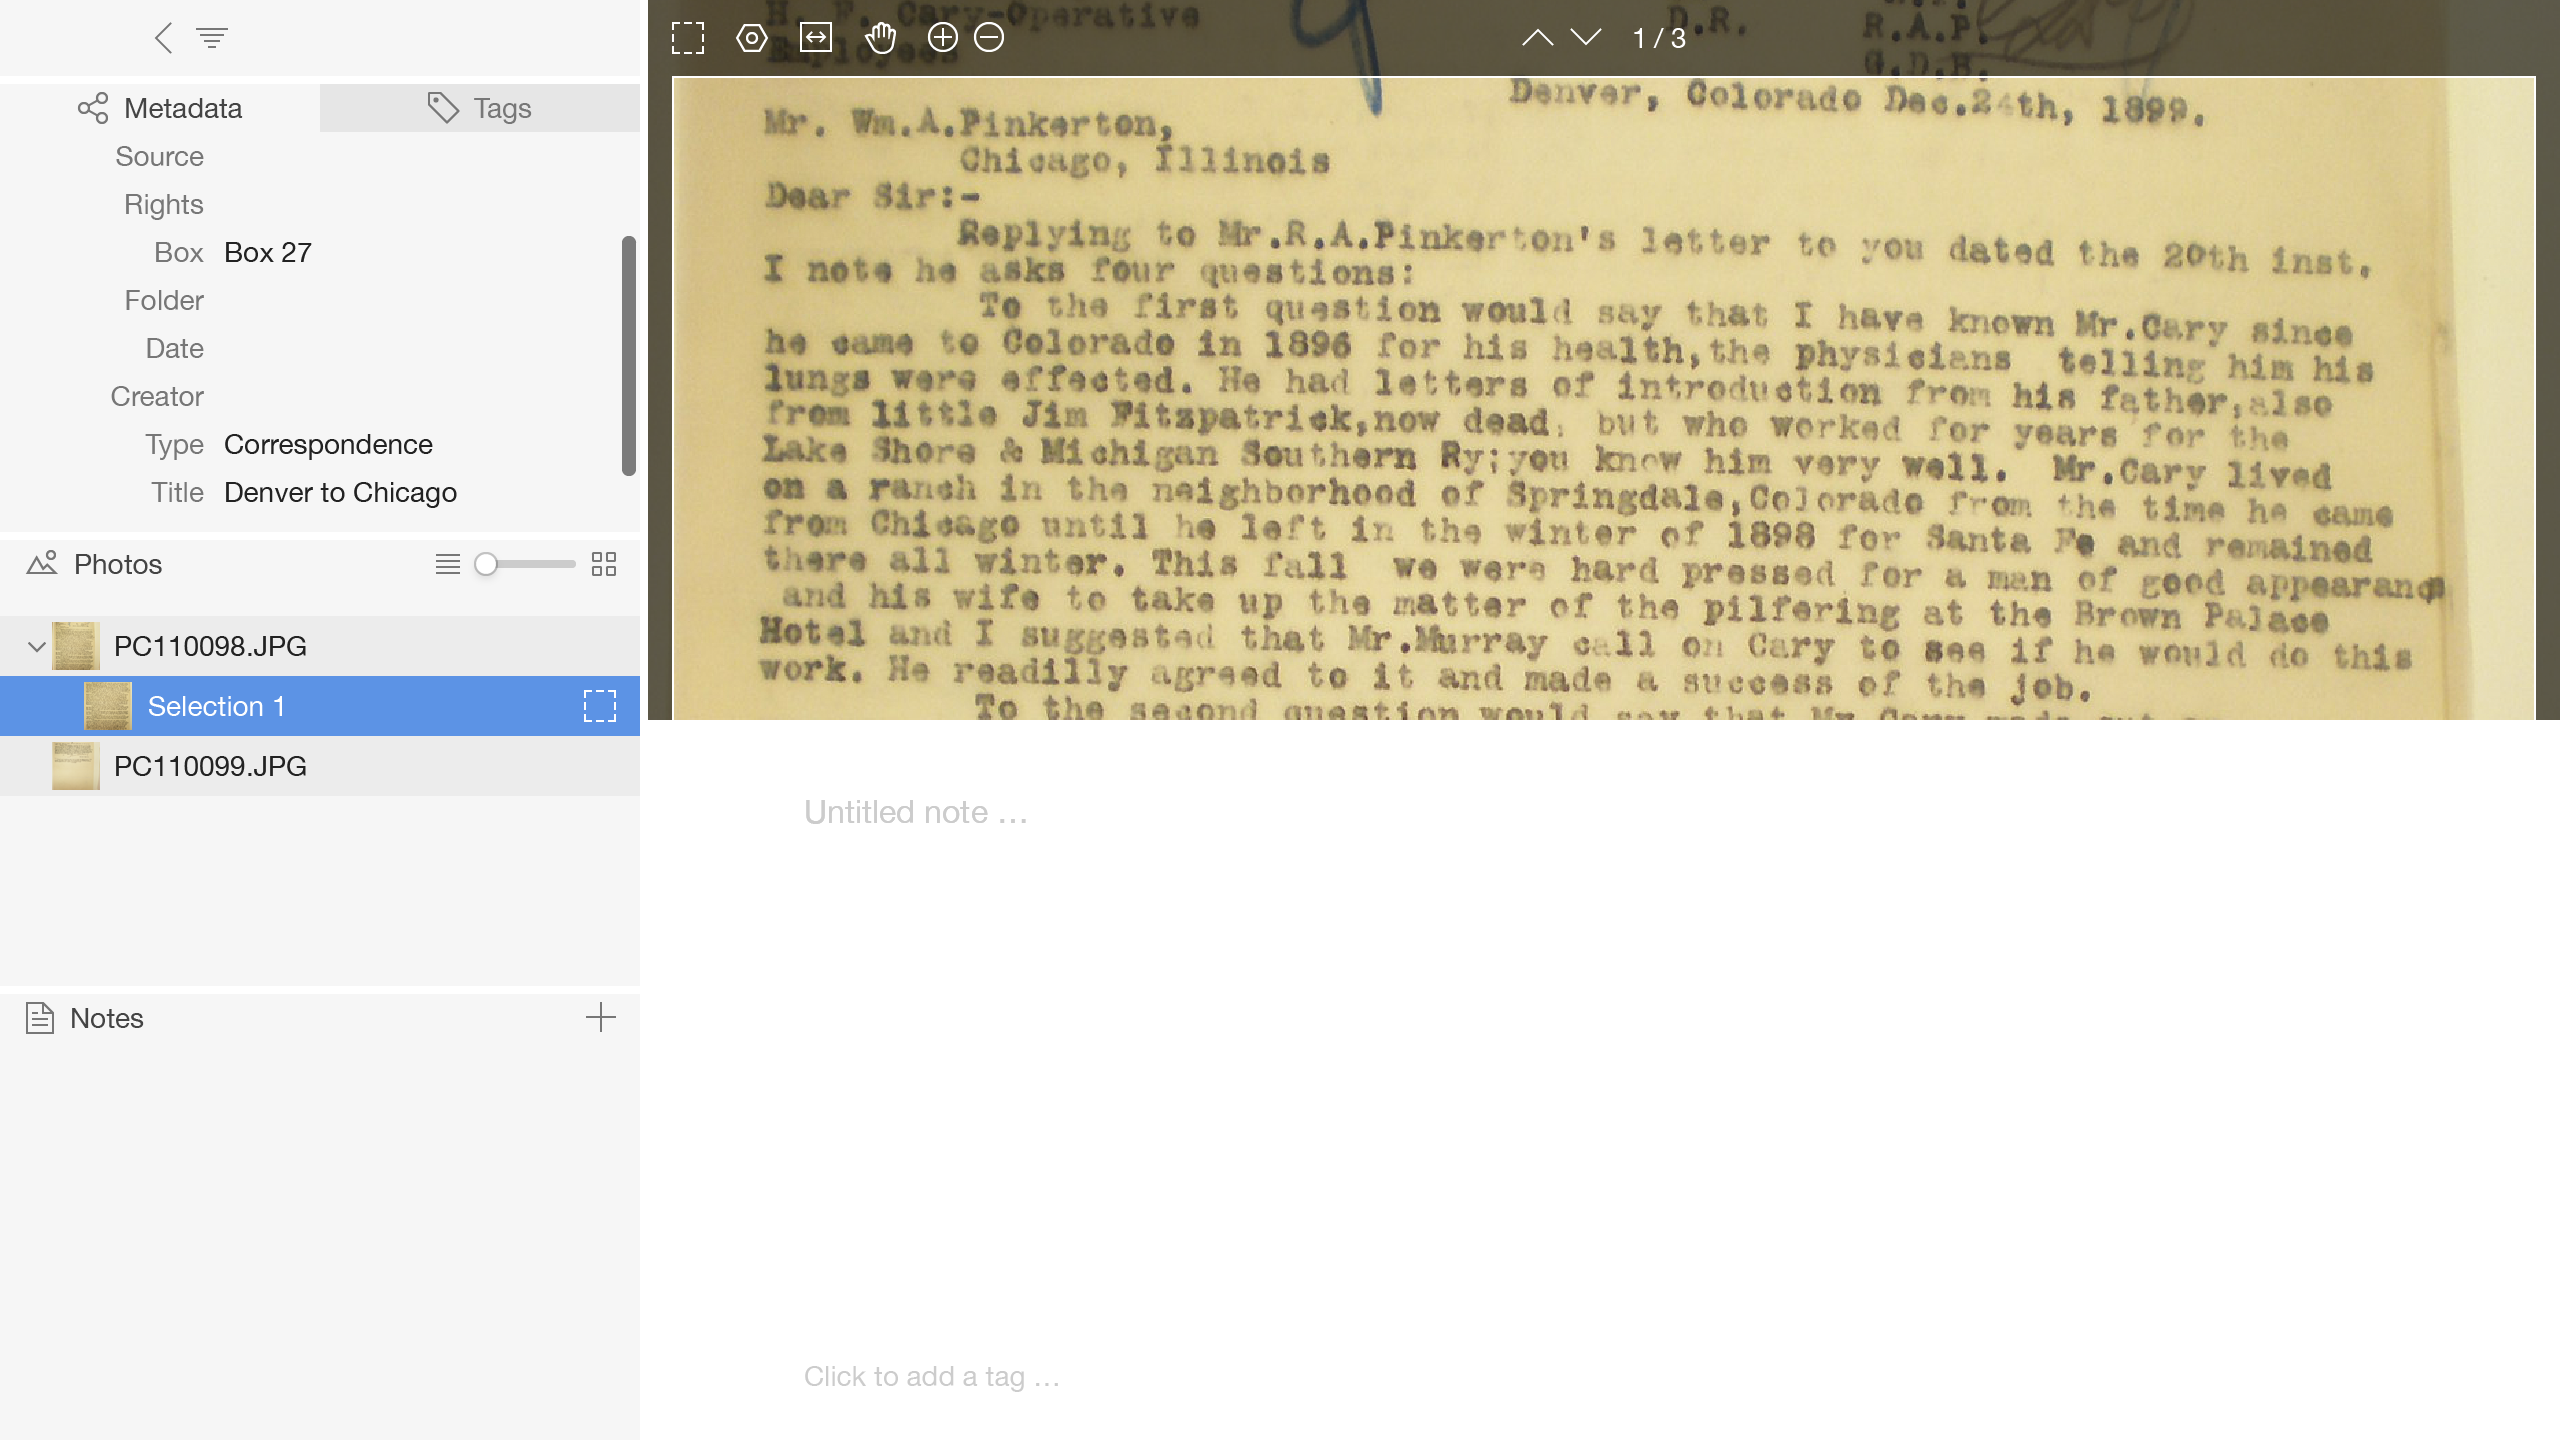 Metadata
Tags
Source
Rights
Box Box 27
Folder
Date
Creator
Type Correspondence
Title Denver to Chicago
Photos
PC110098.JPG
Selection 1
PC110099.JPG
Notes
1 / 3
H. F. Cary-Operative
Employees
D.R.
R.A.P.
G.D.B.
Denver, Colorado Dec.24th, 1899.
Mr. Wm.A.Pinkerton,
Chicago, Illinois
Dear Sir:-
Replying to Mr.R.A.Pinkerton's letter to you dated the 20th inst.
I note he asks four questions:
To the first question would say that I have known Mr.Cary since
he came to Colorado in 1896 for his health,the physicians telling him his
lungs were effected. He had letters of introduction from his father,also
from little Jim Fitzpatrick,now dead, but who worked for years for the
Lake Shore & Michigan Southern Ry;you know him very well. Mr.Cary lived
on a ranch in the neighborhood of Springdale,Colorado from the time he came
from Chicago until he left in the winter of 1898 for Santa Fe and remained
there all winter. This fall we were hard pressed for a man of good appearance
and his wife to take up the matter of the pilfering at the Brown Palace
Hotel and I suggested that Mr.Murray call on Cary to see if he would do this
work. He readilly agreed to it and made a success of the job.
To the second question would say that Mr Cary made out
Untitled note …
Click to add a tag …